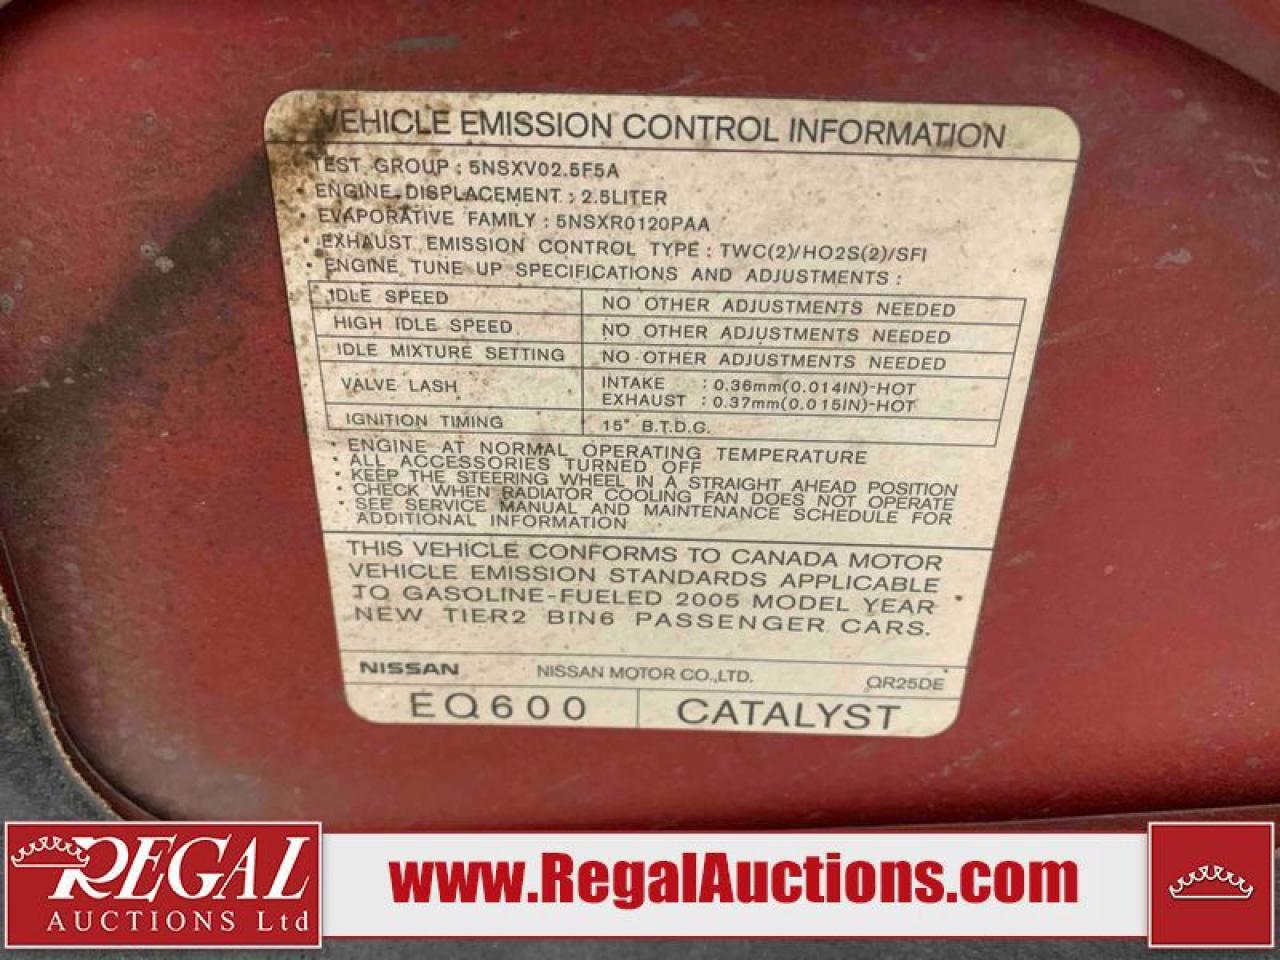 VEHICLE EMISSION CONTROL INFORMATION
TEST GROUP : 5NSXV02.5F5A
• ENGINE DISPLACEMENT : 2.5LITER
• EVAPORATIVE FAMILY : 5NSXR0120PAA
• EXHAUST EMISSION CONTROL TYPE : TWC(2)/HO2S(2)/SFI
• ENGINE TUNE UP SPECIFICATIONS AND ADJUSTMENTS :
IDLE SPEED NO OTHER ADJUSTMENTS NEEDED
HIGH IDLE SPEED NO OTHER ADJUSTMENTS NEEDED
IDLE MIXTURE SETTING NO OTHER ADJUSTMENTS NEEDED
VALVE LASH INTAKE : 0.36mm(0.014IN)-HOT
EXHAUST : 0.37mm(0.015IN)-HOT
IGNITION TIMING 15° B.T.D.G.
• ENGINE AT NORMAL OPERATING TEMPERATURE
• ALL ACCESSORIES TURNED OFF
• KEEP THE STEERING WHEEL IN A STRAIGHT AHEAD POSITION
• CHECK WHEN RADIATOR COOLING FAN DOES NOT OPERATE
• SEE SERVICE MANUAL AND MAINTENANCE SCHEDULE FOR
ADDITIONAL INFORMATION
THIS VEHICLE CONFORMS TO CANADA MOTOR
VEHICLE EMISSION STANDARDS APPLICABLE
TO GASOLINE-FUELED 2005 MODEL YEAR
NEW TIER2 BIN6 PASSENGER CARS.
NISSAN NISSAN MOTOR CO.,LTD. QR25DE
EQ600 CATALYST
REGAL
AUCTIONS Ltd
www.RegalAuctions.com